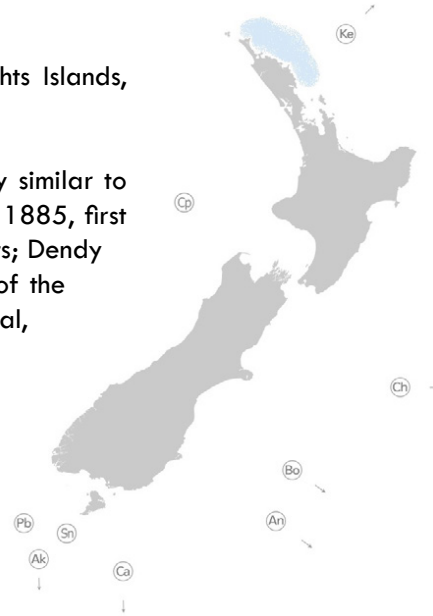 Ke
hts Islands,
y similar to
1885, first
Cp
rs; Dendy
of the
al,
Ch
Bo
Pb
An
Sn
Ak
Ca